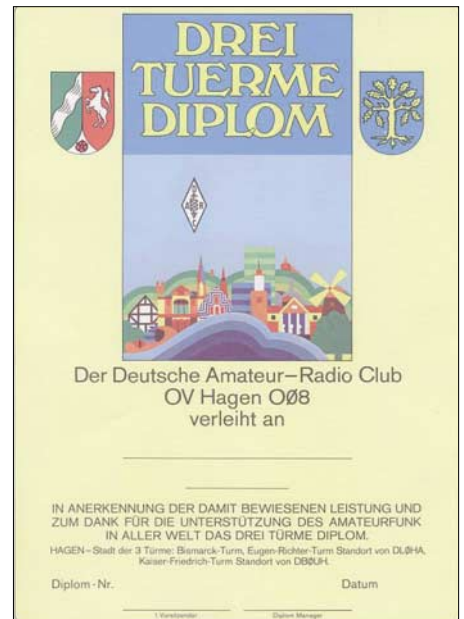 DREI
TUERME
DIPLOM
DARC
Der Deutsche Amateur–Radio Club
OV Hagen OØ8
verleiht an
IN ANERKENNUNG DER DAMIT BEWIESENEN LEISTUNG UND
ZUM DANK FÜR DIE UNTERSTÜTZUNG DES AMATEURFUNK
IN ALLER WELT DAS DREI TÜRME DIPLOM.
HAGEN – Stadt der 3 Türme: Bismarck-Turm, Eugen-Richter-Turm Standort von DLØHA,
Kaiser-Friedrich-Turm Standort von DBØUH.
Diplom - Nr. Datum
1. Vorsitzender Diplom Manager